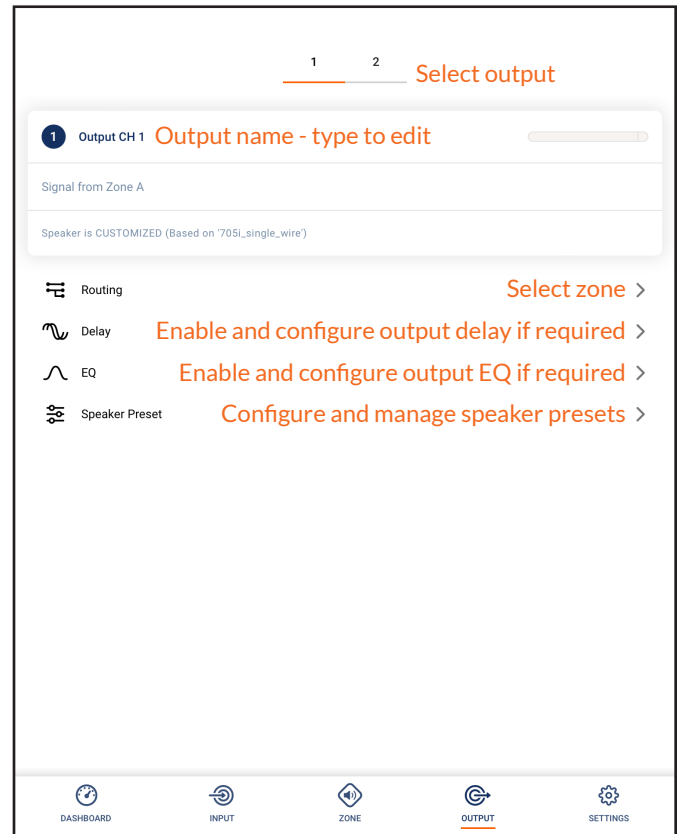 1 2 Select output
1 Output CH 1 Output name - type to edit
Signal from Zone A
Speaker is CUSTOMIZED (Based on '705i_single_wire')
Routing Select zone
Delay Enable and configure output delay if required
EQ Enable and configure output EQ if required
Speaker Preset Configure and manage speaker presets
DASHBOARD INPUT ZONE OUTPUT SETTINGS